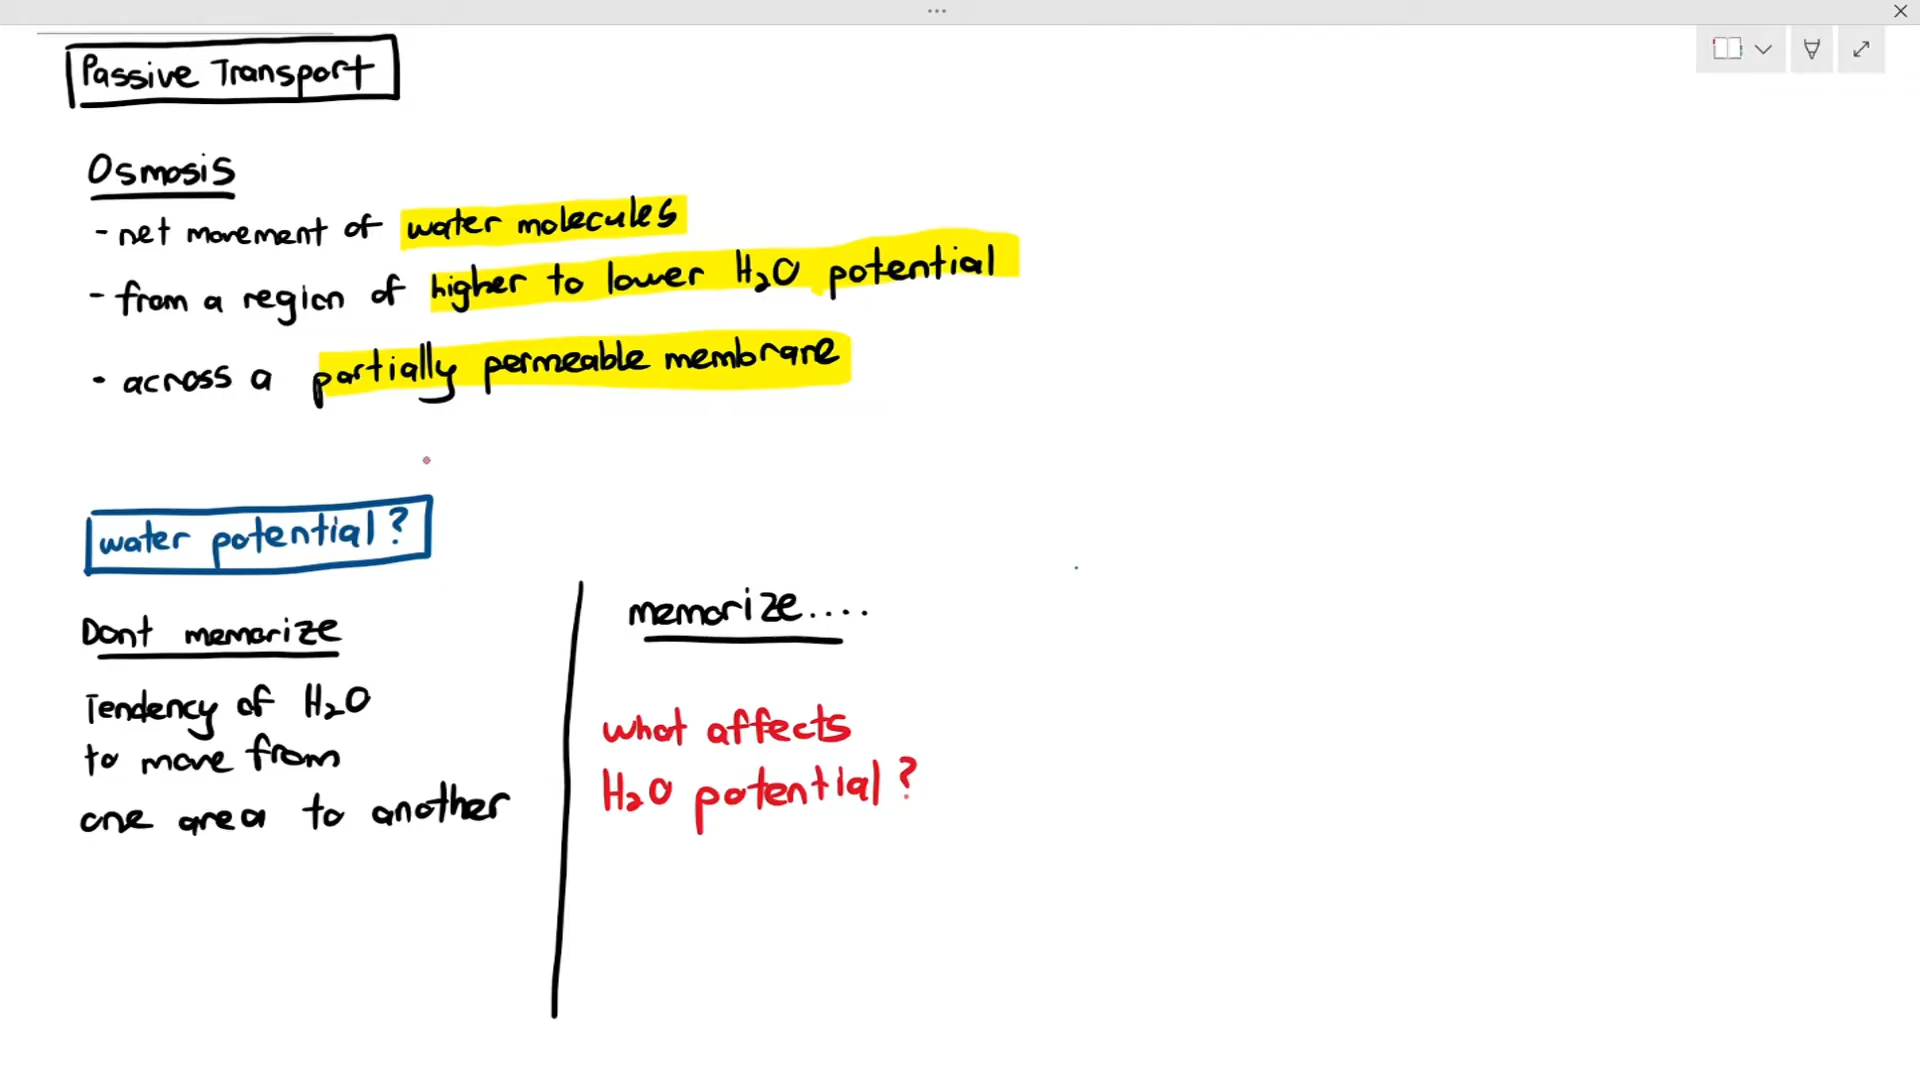 Passive Transport
Osmosis
- net movement of water molecules
- from a region of higher to lower H₂O potential
- across a partially permeable membrane
water potential?
Dont memorize
Tendency of H₂O
to move from
one area to another
memorize....
what affects
H₂O potential?